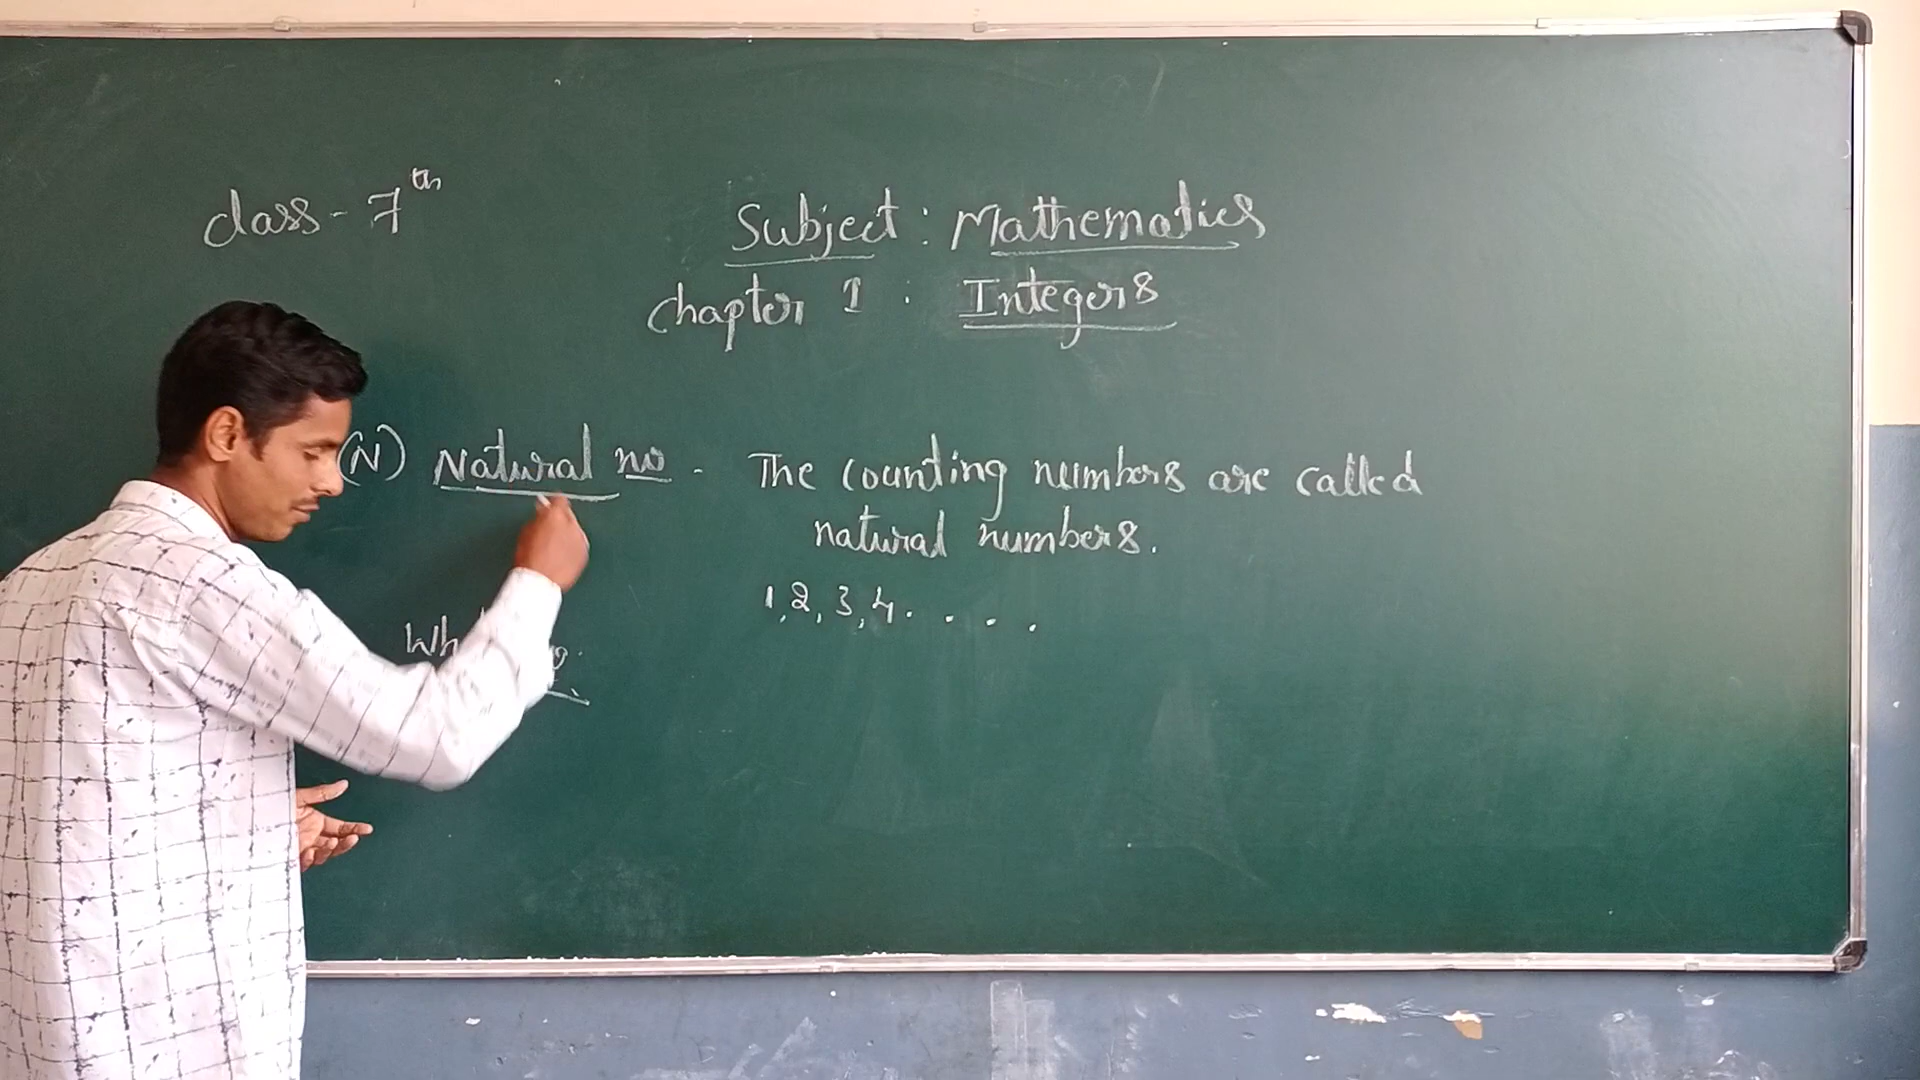 class - 7th
Subject : Mathematics
chapter 1 : Integers
(N) Natural no - The counting numbers are called
natural numbers.
1, 2, 3, 4 . . . . .